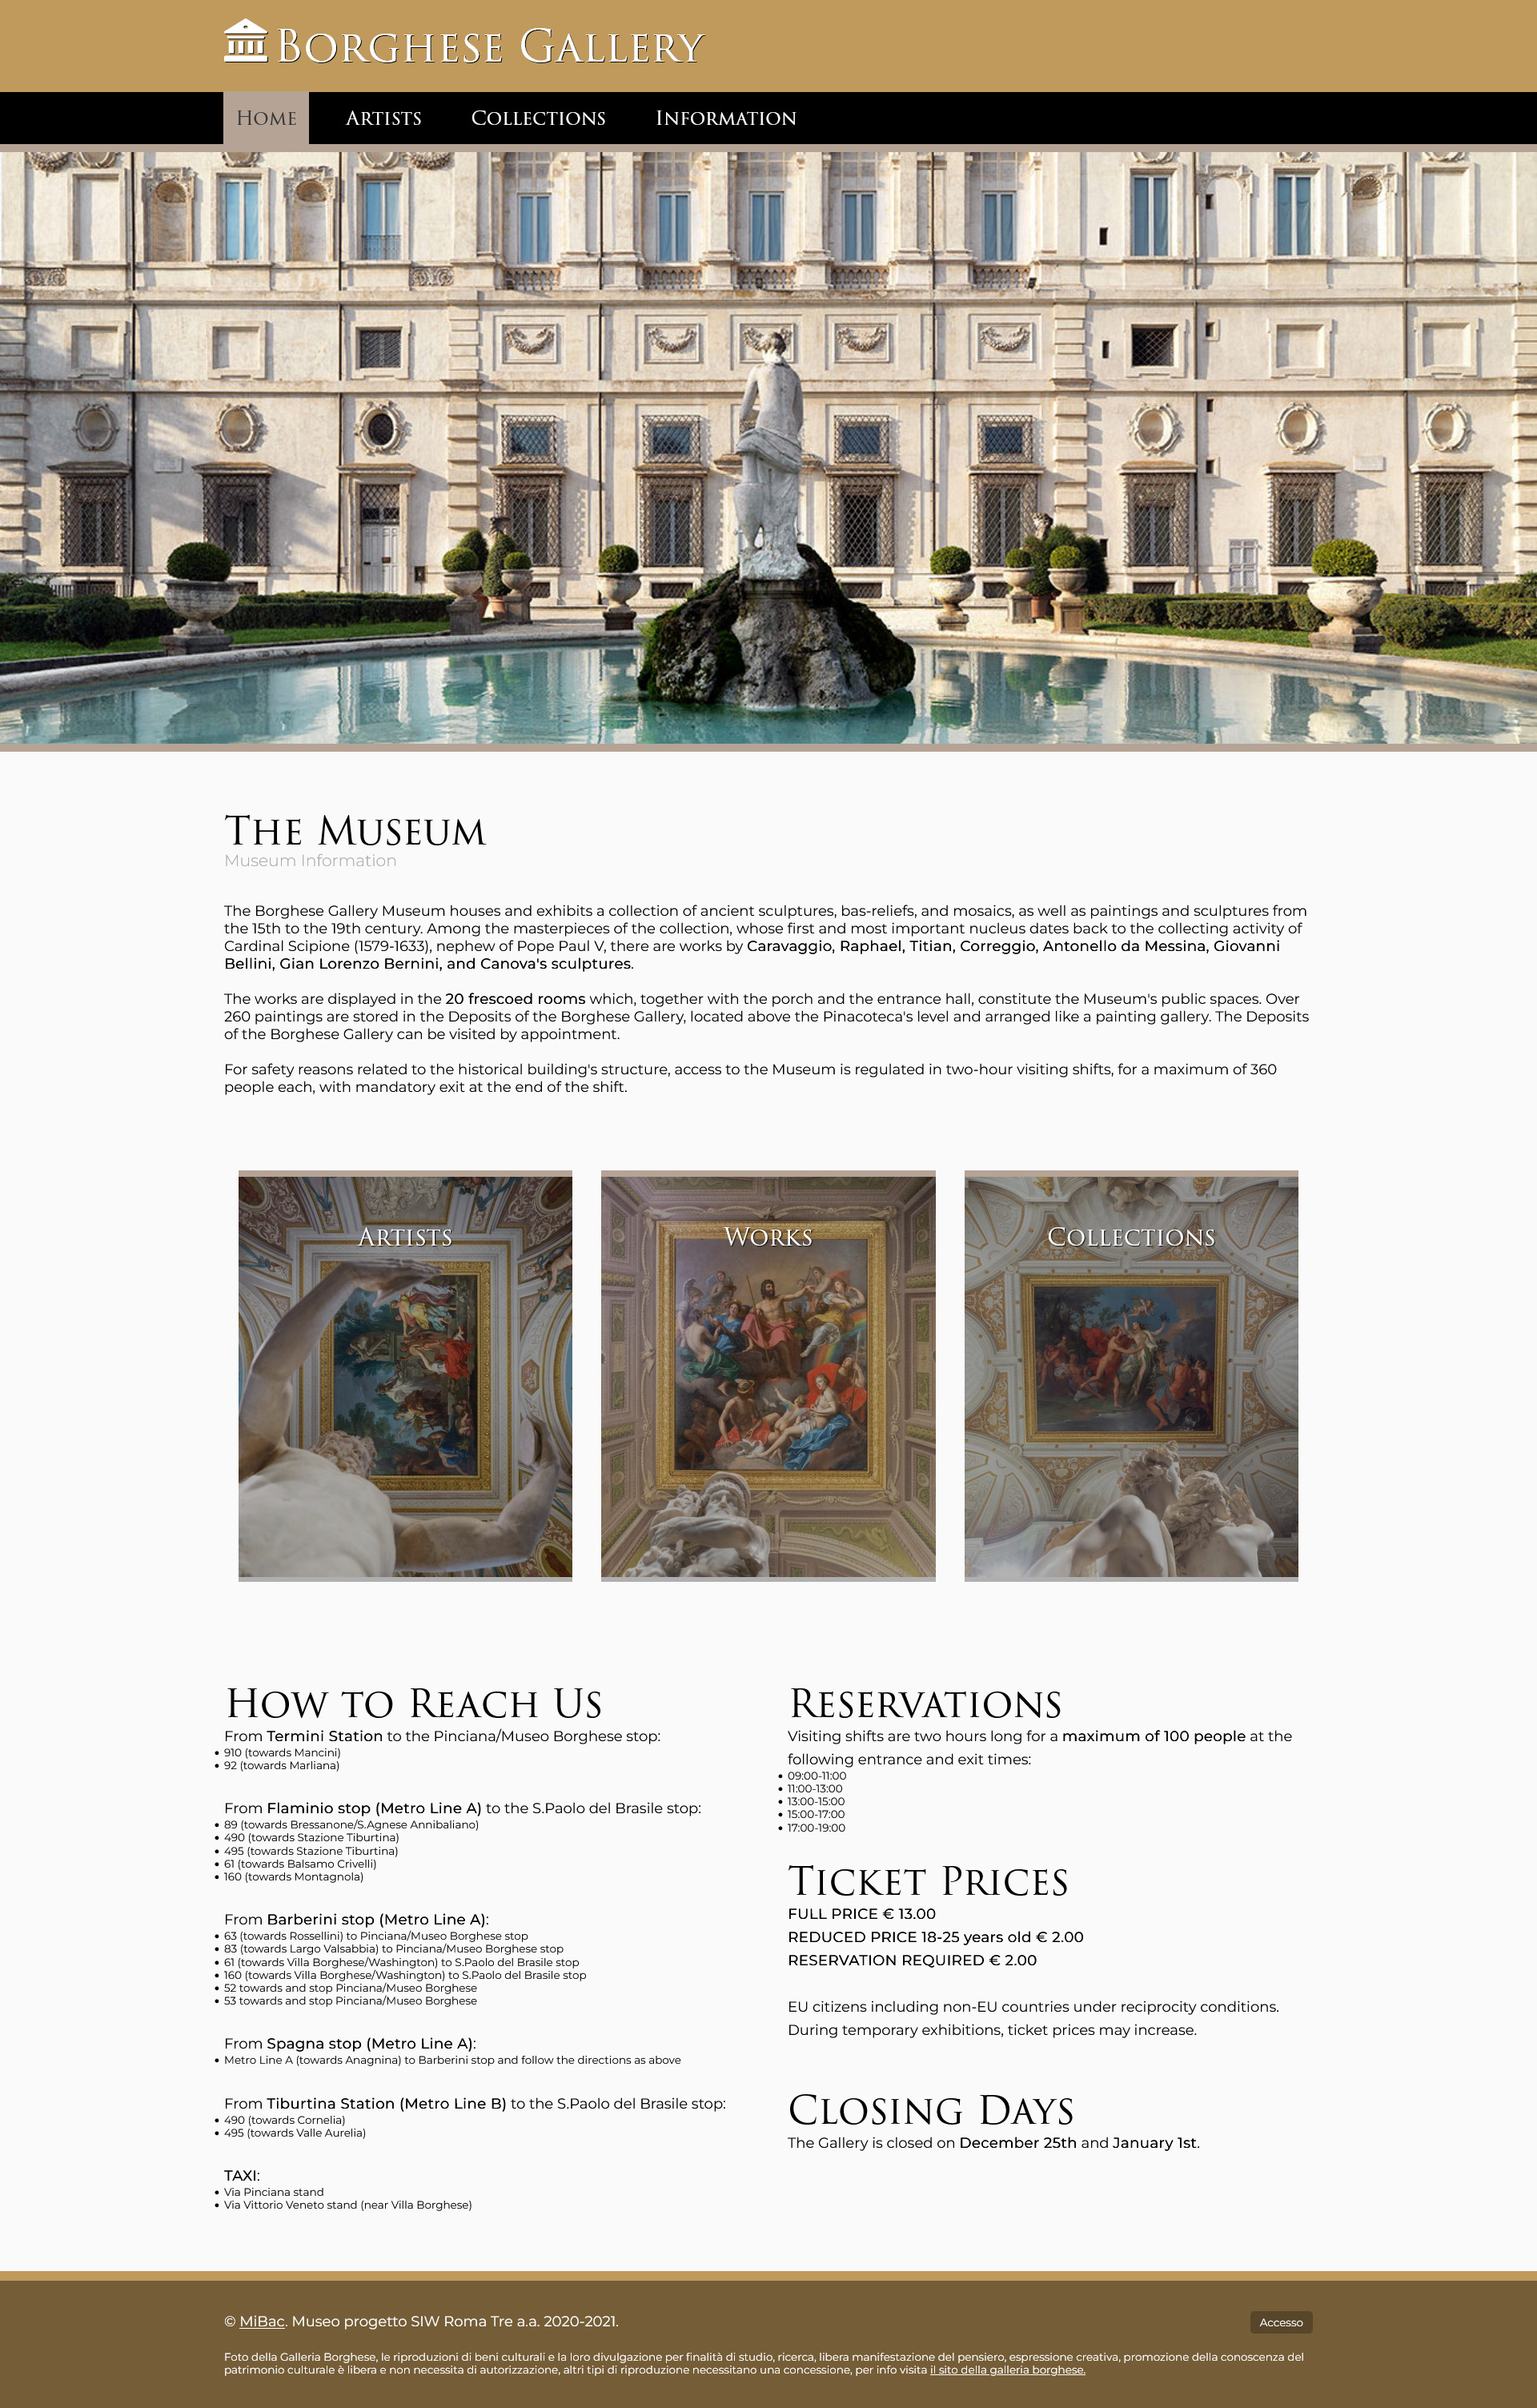 Borghese Gallery
Home Artists Collections Information
The Museum
Museum Information
The Borghese Gallery Museum houses and exhibits a collection of ancient sculptures, bas-reliefs, and mosaics, as well as paintings and sculptures from
the 15th to the 19th century. Among the masterpieces of the collection, whose first and most important nucleus dates back to the collecting activity of
Cardinal Scipione (1579-1633), nephew of Pope Paul V, there are works by Caravaggio, Raphael, Titian, Correggio, Antonello da Messina, Giovanni
Bellini, Gian Lorenzo Bernini, and Canova's sculptures.
The works are displayed in the 20 frescoed rooms which, together with the porch and the entrance hall, constitute the Museum's public spaces. Over
260 paintings are stored in the Deposits of the Borghese Gallery, located above the Pinacoteca's level and arranged like a painting gallery. The Deposits
of the Borghese Gallery can be visited by appointment.
For safety reasons related to the historical building's structure, access to the Museum is regulated in two-hour visiting shifts, for a maximum of 360
people each, with mandatory exit at the end of the shift.
Artists
Works
Collections
How to Reach Us
From Termini Station to the Pinciana/Museo Borghese stop:
• 910 (towards Mancini)
• 92 (towards Marliana)
From Flaminio stop (Metro Line A) to the S.Paolo del Brasile stop:
• 89 (towards Bressanone/S.Agnese Annibaliano)
• 490 (towards Stazione Tiburtina)
• 495 (towards Stazione Tiburtina)
• 61 (towards Balsamo Crivelli)
• 160 (towards Montagnola)
From Barberini stop (Metro Line A):
• 63 (towards Rossellini) to Pinciana/Museo Borghese stop
• 83 (towards Largo Valsabbia) to Pinciana/Museo Borghese stop
• 61 (towards Villa Borghese/Washington) to S.Paolo del Brasile stop
• 160 (towards Villa Borghese/Washington) to S.Paolo del Brasile stop
• 52 towards and stop Pinciana/Museo Borghese
• 53 towards and stop Pinciana/Museo Borghese
From Spagna stop (Metro Line A):
• Metro Line A (towards Anagnina) to Barberini stop and follow the directions as above
From Tiburtina Station (Metro Line B) to the S.Paolo del Brasile stop:
• 490 (towards Cornelia)
• 495 (towards Valle Aurelia)
TAXI:
• Via Pinciana stand
• Via Vittorio Veneto stand (near Villa Borghese)
Reservations
Visiting shifts are two hours long for a maximum of 100 people at the
following entrance and exit times:
• 09:00-11:00
• 11:00-13:00
• 13:00-15:00
• 15:00-17:00
• 17:00-19:00
Ticket Prices
FULL PRICE € 13.00
REDUCED PRICE 18-25 years old € 2.00
RESERVATION REQUIRED € 2.00
EU citizens including non-EU countries under reciprocity conditions.
During temporary exhibitions, ticket prices may increase.
Closing Days
The Gallery is closed on December 25th and January 1st.
© MiBac. Museo progetto SIW Roma Tre a.a. 2020-2021.
Accesso
Foto della Galleria Borghese, le riproduzioni di beni culturali e la loro divulgazione per finalità di studio, ricerca, libera manifestazione del pensiero, espressione creativa, promozione della conoscenza del
patrimonio culturale è libera e non necessita di autorizzazione, altri tipi di riproduzione necessitano una concessione, per info visita il sito della galleria borghese.